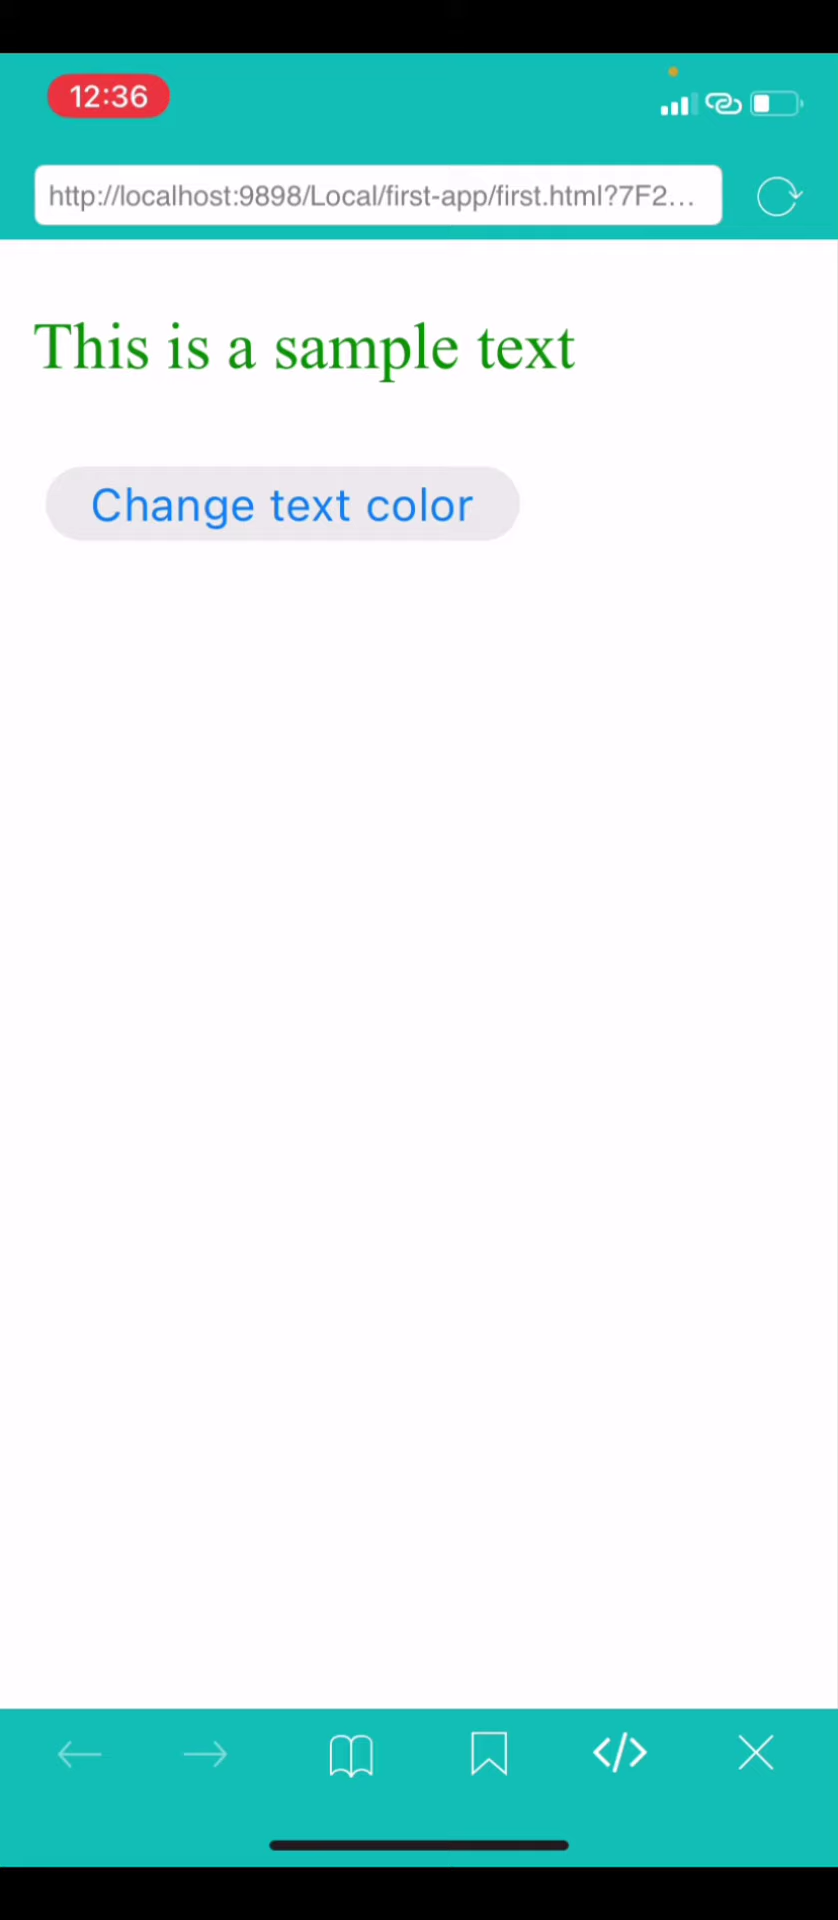 12:36
http://localhost:9898/Local/first-app/first.html?7F2...
This is a sample text
Change text color